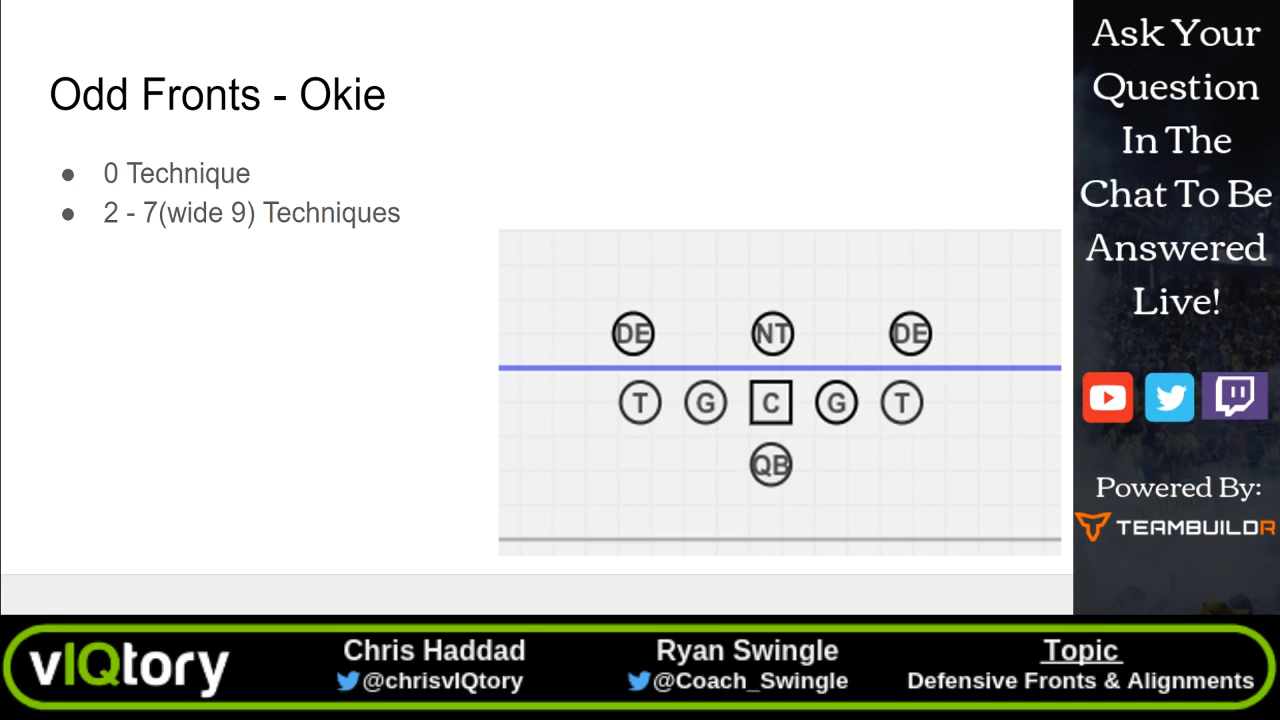 Odd Fronts - Okie
● 0 Technique
● 2 - 7(wide 9) Techniques
DE NT DE
T G C G T
QB
Ask Your
Question
In The
Chat To Be
Answered
Live!
Powered By:
TEAMBUILDR
vIQtory
Chris Haddad
@chrisvIQtory
Ryan Swingle
@Coach_Swingle
Topic
Defensive Fronts & Alignments